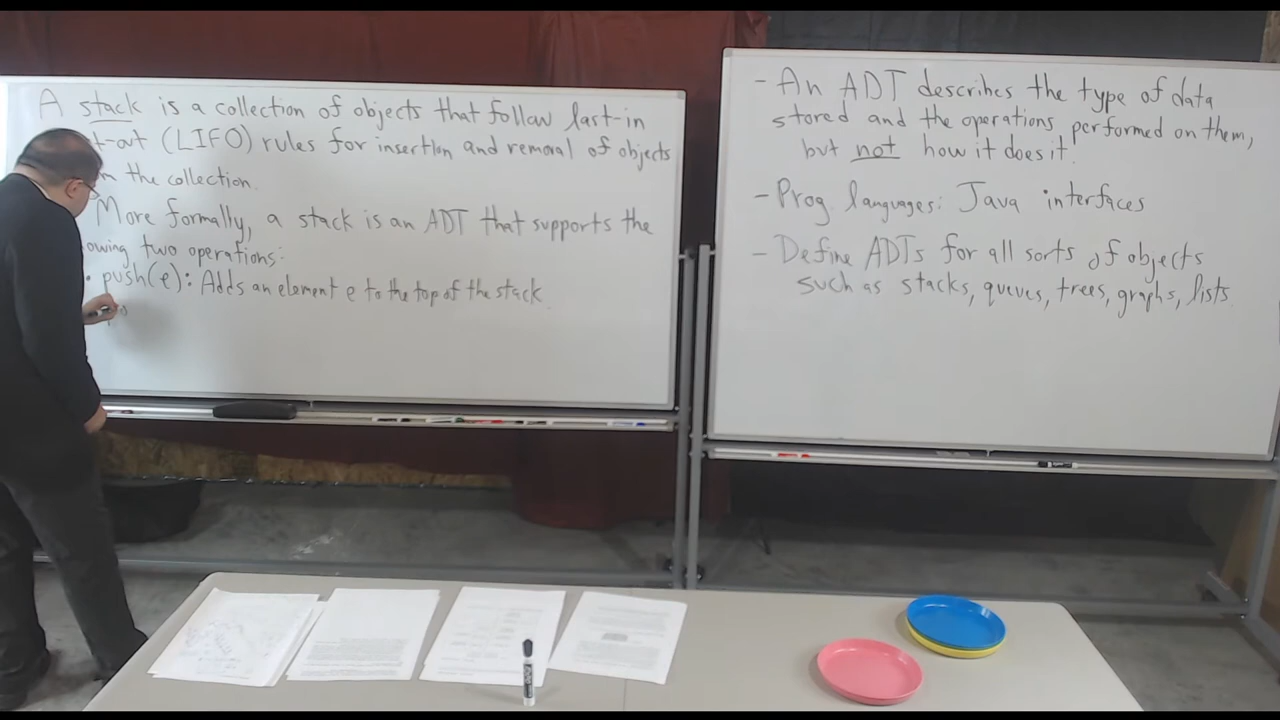 A stack is a collection of objects that follow last-in
t-out (LIFO) rules for insertion and removal of objects
the collection.
More formally, a stack is an ADT that supports the
owing two operations:
• push(e): Adds an element e to the top of the stack
- An ADT describes the type of data
stored and the operations performed on them,
but not how it does it.
- Prog. languages: Java interfaces
- Define ADTs for all sorts of objects
such as stacks, queues, trees, graphs, lists